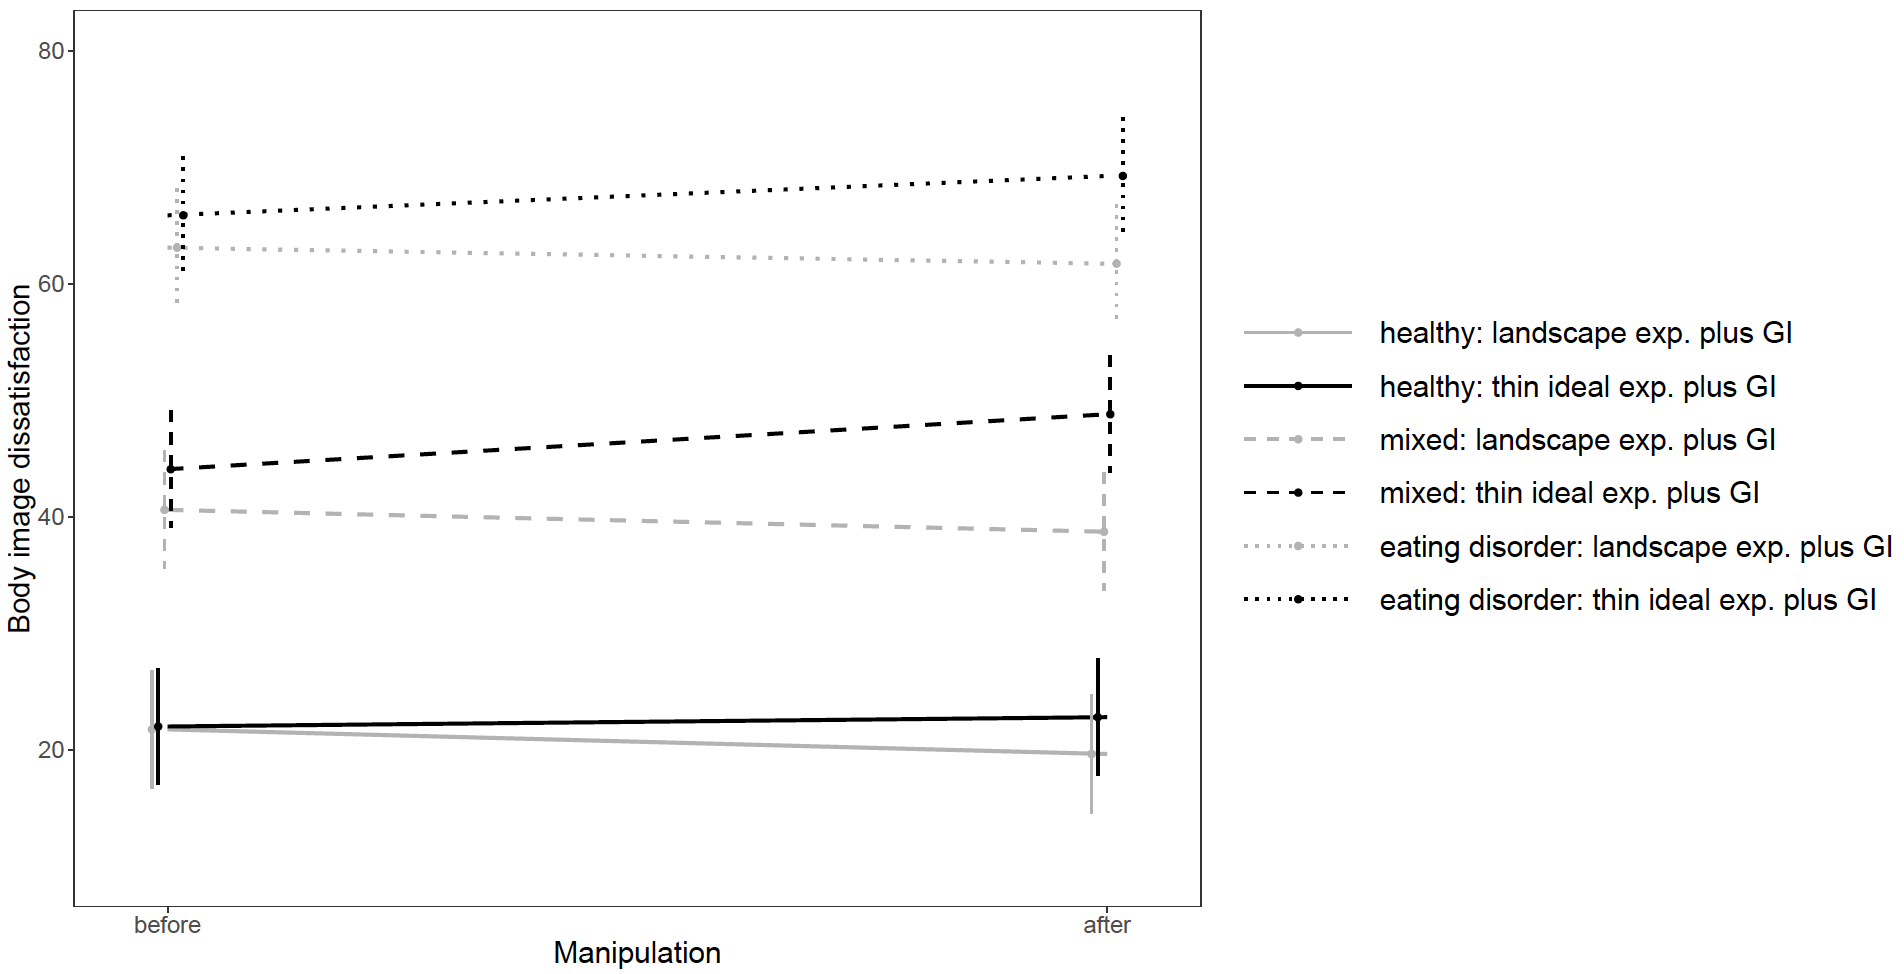 80
60
40
20
Body image dissatisfaction
before
after
Manipulation
healthy: landscape exp. plus GI
healthy: thin ideal exp. plus GI
mixed: landscape exp. plus GI
mixed: thin ideal exp. plus GI
eating disorder: landscape exp. plus GI
eating disorder: thin ideal exp. plus GI